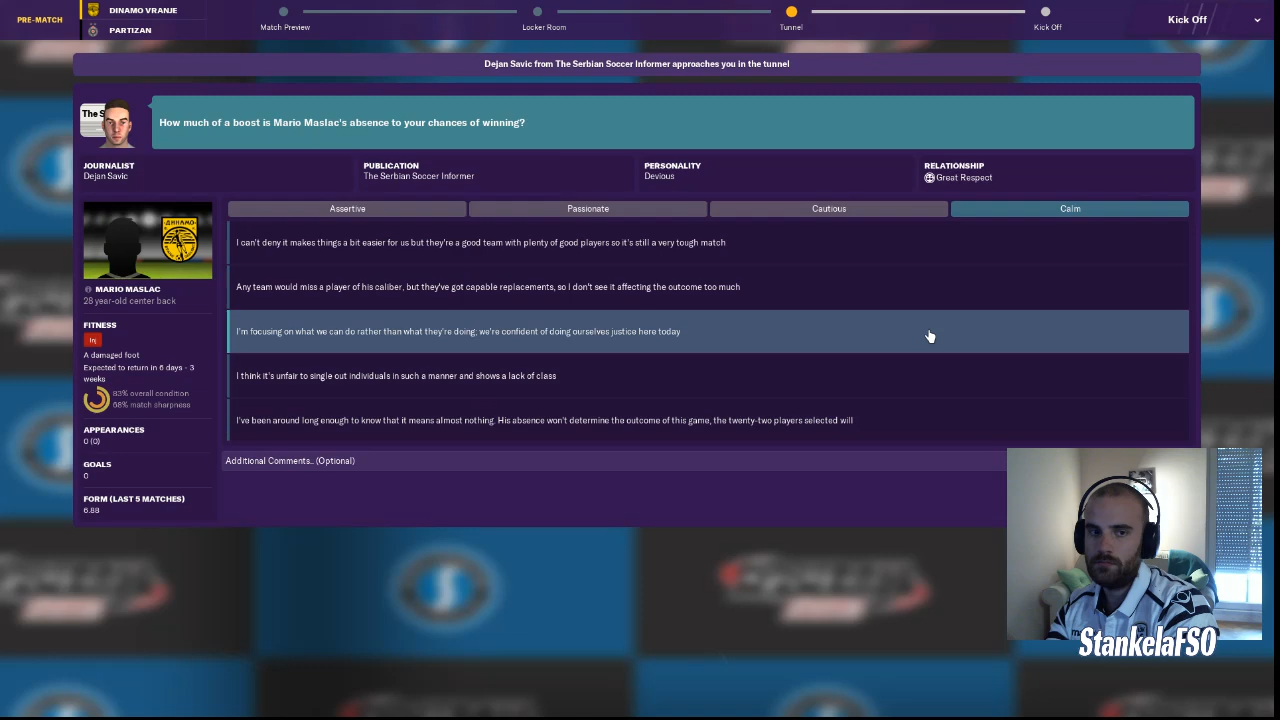 PRE-MATCH
DINAMO VRANJE
PARTIZAN
Match Preview
Locker Room
Tunnel
Kick Off
Kick Off
Dejan Savic from The Serbian Soccer Informer approaches you in the tunnel
The S
How much of a boost is Mario Maslac's absence to your chances of winning?
JOURNALIST
Dejan Savic
PUBLICATION
The Serbian Soccer Informer
PERSONALITY
Devious
RELATIONSHIP
Great Respect
ДИНАМО
MARIO MASLAC
28 year-old center back
FITNESS
Inj
A damaged foot
Expected to return in 6 days - 3
weeks
83% overall condition
68% match sharpness
APPEARANCES
0 (0)
GOALS
0
FORM (LAST 5 MATCHES)
6.88
Assertive
Passionate
Cautious
Calm
I can't deny it makes things a bit easier for us but they're a good team with plenty of good players so it's still a very tough match
Any team would miss a player of his caliber, but they've got capable replacements, so I don't see it affecting the outcome too much
I'm focusing on what we can do rather than what they're doing; we're confident of doing ourselves justice here today
I think it's unfair to single out individuals in such a manner and shows a lack of class
I've been around long enough to know that it means almost nothing. His absence won't determine the outcome of this game, the twenty-two players selected will
Additional Comments.. (Optional)
StankelaFSO